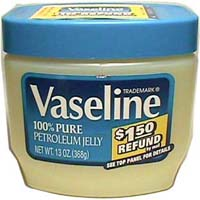 TRADEMARK®
Vaseline
100% PURE
PETROLEUM JELLY
NET WT. 13 OZ. (368g)
$1.50
REFUND
SEE TOP PANEL FOR DETAILS